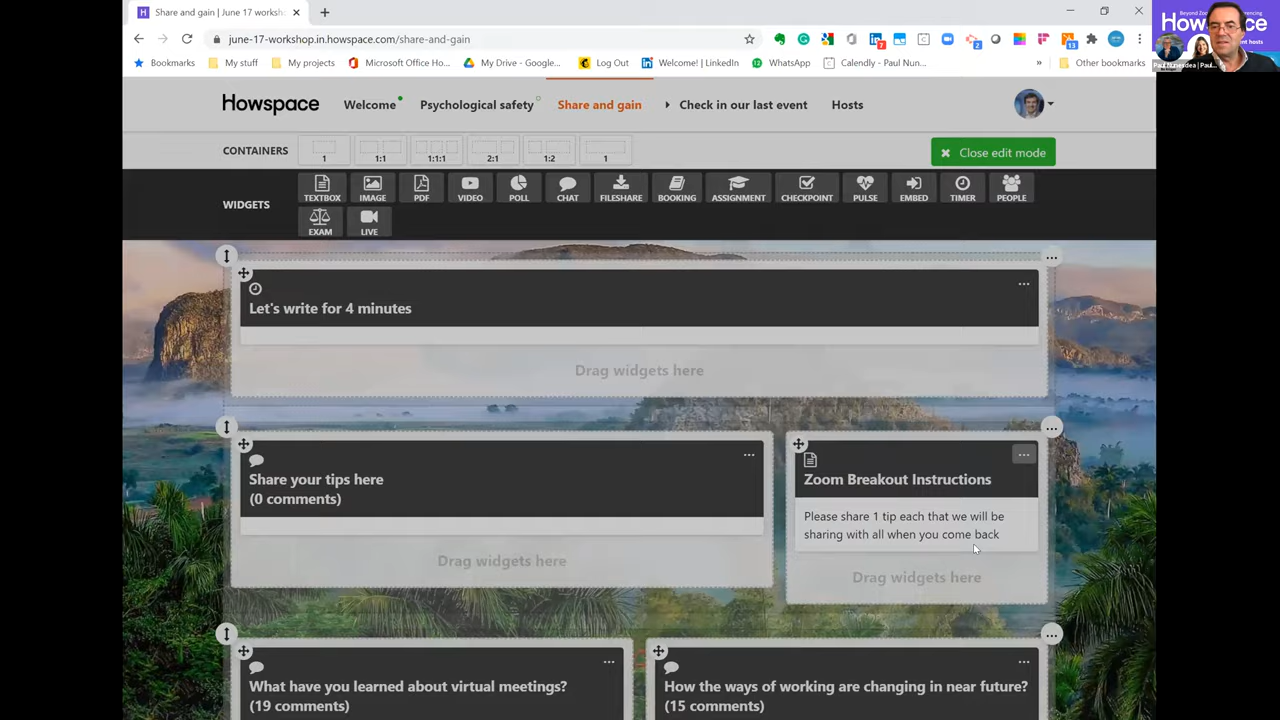 Share and gain | June 17 worksh
june-17-workshop.in.howspace.com/share-and-gain
7
2
13
Bookmarks
My stuff
My projects
Microsoft Office Ho...
My Drive - Google...
Log Out
Welcome! | LinkedIn
WhatsApp
Calendly - Paul Nun...
»
Other bookmarks
Howspace
Welcome
Psychological safety
Share and gain
Check in our last event
Hosts
CONTAINERS
1
1:1
1:1:1
2:1
1:2
1
Close edit mode
WIDGETS
TEXTBOX
IMAGE
PDF
VIDEO
POLL
CHAT
FILESHARE
BOOKING
ASSIGNMENT
CHECKPOINT
PULSE
EMBED
TIMER
PEOPLE
EXAM
LIVE
Let's write for 4 minutes
Drag widgets here
Share your tips here
(0 comments)
Drag widgets here
Zoom Breakout Instructions
Please share 1 tip each that we will be
sharing with all when you come back
Drag widgets here
What have you learned about virtual meetings?
(19 comments)
How the ways of working are changing in near future?
(15 comments)